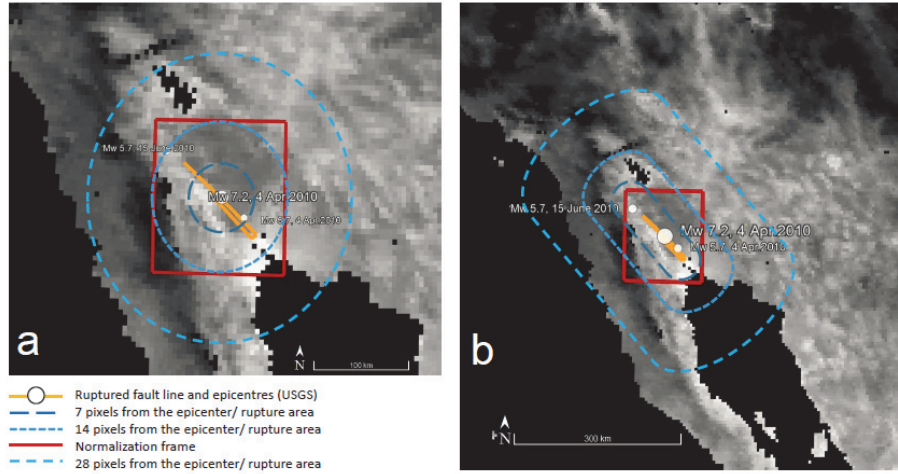 a
Mw 5.7, 15 June 2010
Mw 7.2, 4 Apr 2010
Mw 5.7, 4 Apr 2010
N
100 km
b
Mw 5.7, 15 June 2010
Mw 7.2, 4 Apr 2010
Mw 5.7, 4 Apr 2010
N
300 km
Ruptured fault line and epicentres (USGS)
7 pixels from the epicenter/ rupture area
14 pixels from the epicenter/ rupture area
Normalization frame
28 pixels from the epicenter/ rupture area